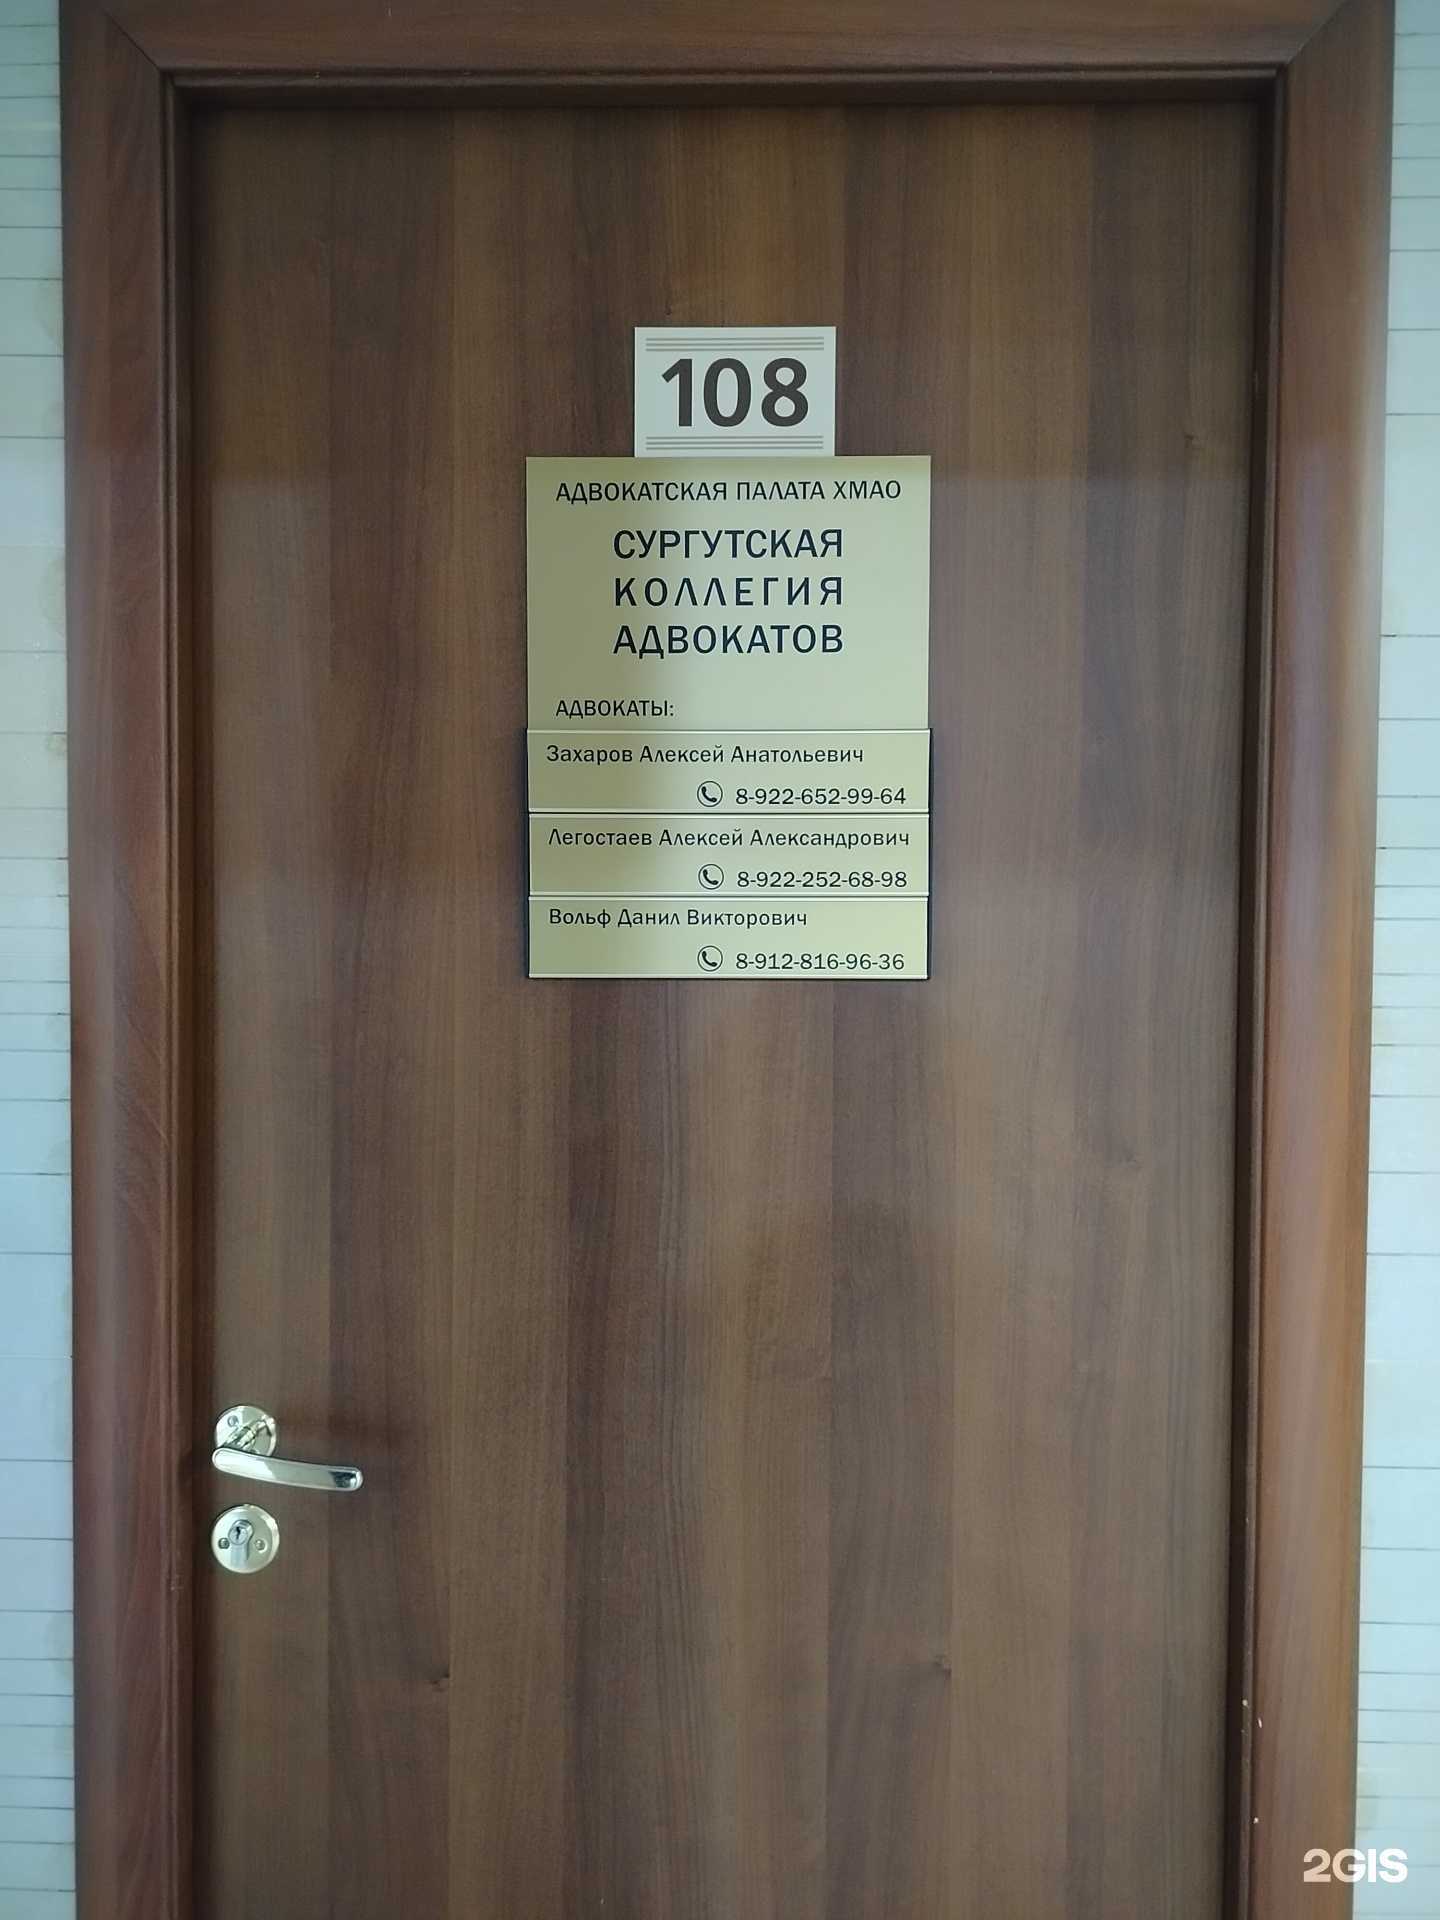 108
АДВОКАТСКАЯ ПАЛАТА ХМАО
СУРГУТСКАЯ
КОЛЛЕГИЯ
АДВОКАТОВ
АДВОКАТЫ:
Захаров Алексей Анатольевич
8-922-652-99-64
Легостаев Алексей Александрович
8-922-252-68-98
Вольф Данил Викторович
8-912-816-96-36
2GIS